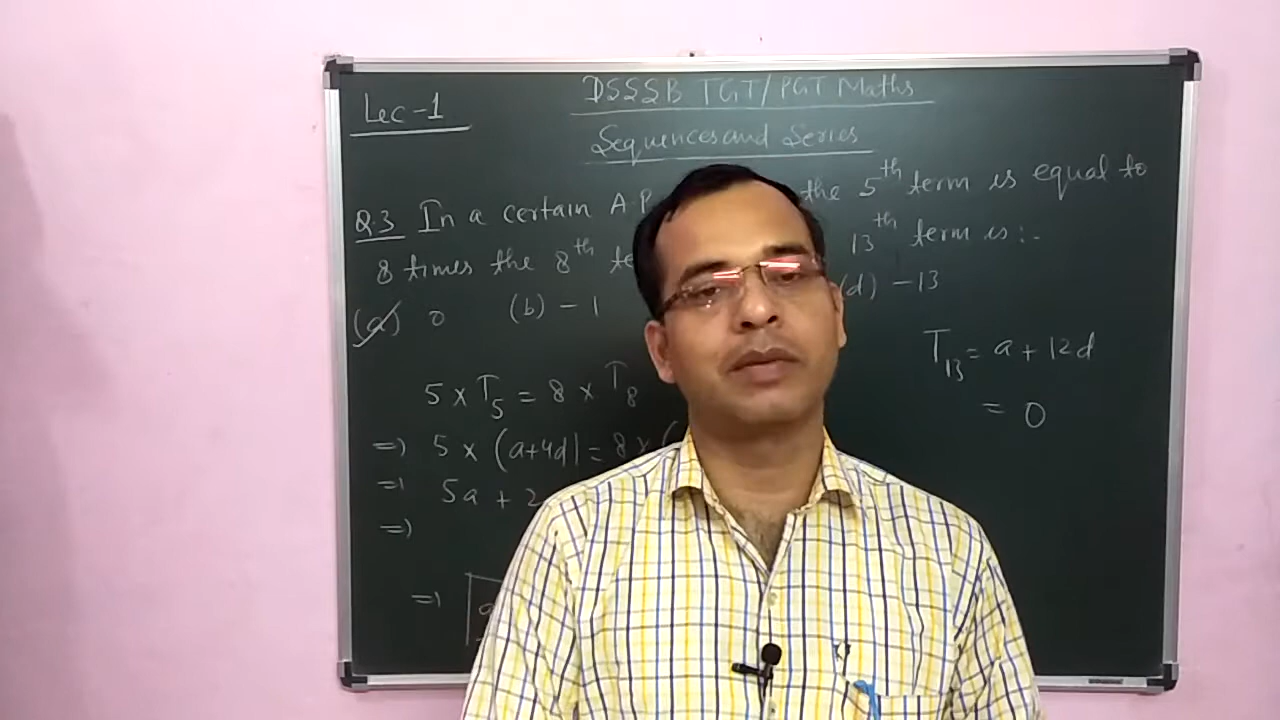 Lec-1
DSSSB TGT/PGT Maths
Sequences and Series
Q.3 In a certain A.P the 5th term is equal to
8 times the 8th 13th term is:-
(a) 0 (b) -1 (d) -13
5 x T5 = 8 x T8
=> 5 x (a+4d) = 8 x (
=> 5a + 2
=>
=>
T13 = a + 12d
= 0